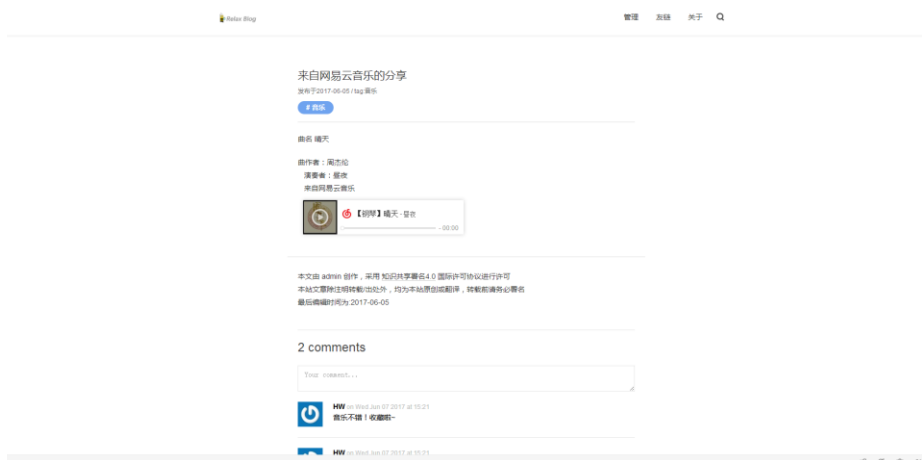 Relax Blog
管理 友链 关于
来自网易云音乐的分享
发布于2017-06-05 / tag:音乐
# 音乐
曲名 晴天
曲作者：周杰伦
演奏者：昼夜
来自网易云音乐
【钢琴】晴天 - 昼夜
- 00:00
本文由 admin 创作，采用 知识共享署名4.0 国际许可协议进行许可
本站文章除注明转载/出处外，均为本站原创或翻译，转载前请务必署名
最后编辑时间为 2017-06-05
2 comments
Your comment...
HW on Wed Jun 07 2017 at 15:21
音乐不错！收藏啦~
HW on Wed Jun 07 2017 at 15:21